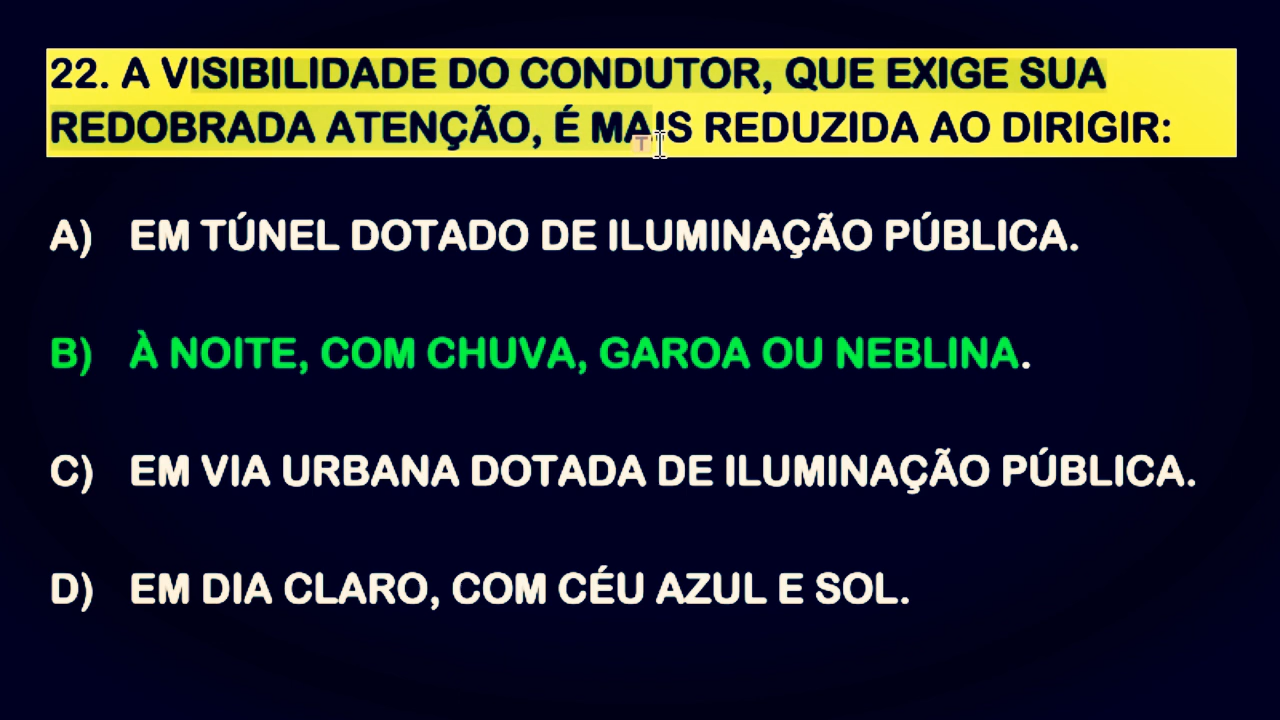 22. A VISIBILIDADE DO CONDUTOR, QUE EXIGE SUA
REDOBRADA ATENÇÃO, É MAIS REDUZIDA AO DIRIGIR:
A) EM TÚNEL DOTADO DE ILUMINAÇÃO PÚBLICA.
B) À NOITE, COM CHUVA, GAROA OU NEBLINA.
C) EM VIA URBANA DOTADA DE ILUMINAÇÃO PÚBLICA.
D) EM DIA CLARO, COM CÉU AZUL E SOL.